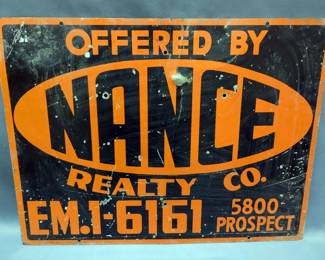 OFFERED BY
NANCE
REALTY CO.
EM.1-6161 5800
PROSPECT